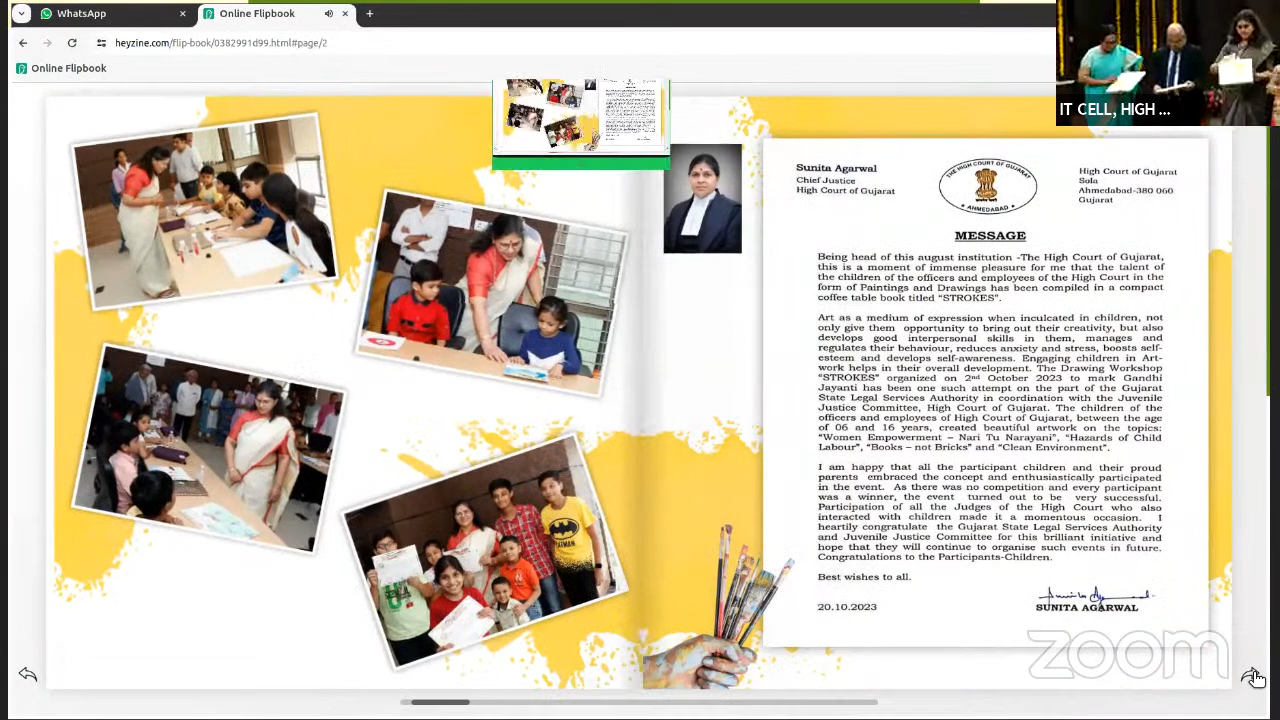 WhatsApp
Online Flipbook
heyzine.com/flip-book/0382991d99.html#page/2
Online Flipbook
IT CELL, HIGH ...
Sunita Agarwal
Chief Justice
High Court of Gujarat
THE HIGH COURT OF GUJARAT
AHMEDABAD
High Court of Gujarat
Sola
Ahmedabad-380 060
Gujarat
MESSAGE
Being head of this august institution -The High Court of Gujarat,
this is a moment of immense pleasure for me that the talent of
the children of the officers and employees of the High Court in the
form of Paintings and Drawings has been compiled in a compact
coffee table book titled “STROKES”.
Art as a medium of expression when inculcated in children, not
only give them opportunity to bring out their creativity, but also
develops good interpersonal skills in them, manages and
regulates their behaviour, reduces anxiety and stress, boosts self-
esteem and develops self-awareness. Engaging children in Art-
work helps in their overall development. The Drawing Workshop
“STROKES” organized on 2nd October 2023 to mark Gandhi
Jayanti has been one such attempt on the part of the Gujarat
State Legal Services Authority in coordination with the Juvenile
Justice Committee, High Court of Gujarat. The children of the
officers and employees of High Court of Gujarat, between the age
of 06 and 16 years, created beautiful artwork on the topics:
“Women Empowerment – Nari Tu Narayani”, “Hazards of Child
Labour”, “Books – not Bricks” and “Clean Environment”.
I am happy that all the participant children and their proud
parents embraced the concept and enthusiastically participated
in the event. As there was no competition and every participant
was a winner, the event turned out to be very successful.
Participation of all the Judges of the High Court who also
interacted with children made it a momentous occasion. I
heartily congratulate the Gujarat State Legal Services Authority
and Juvenile Justice Committee for this brilliant initiative and
hope that they will continue to organise such events in future.
Congratulations to the Participants-Children.
Best wishes to all.
20.10.2023
SUNITA AGARWAL
zoom
BATMAN